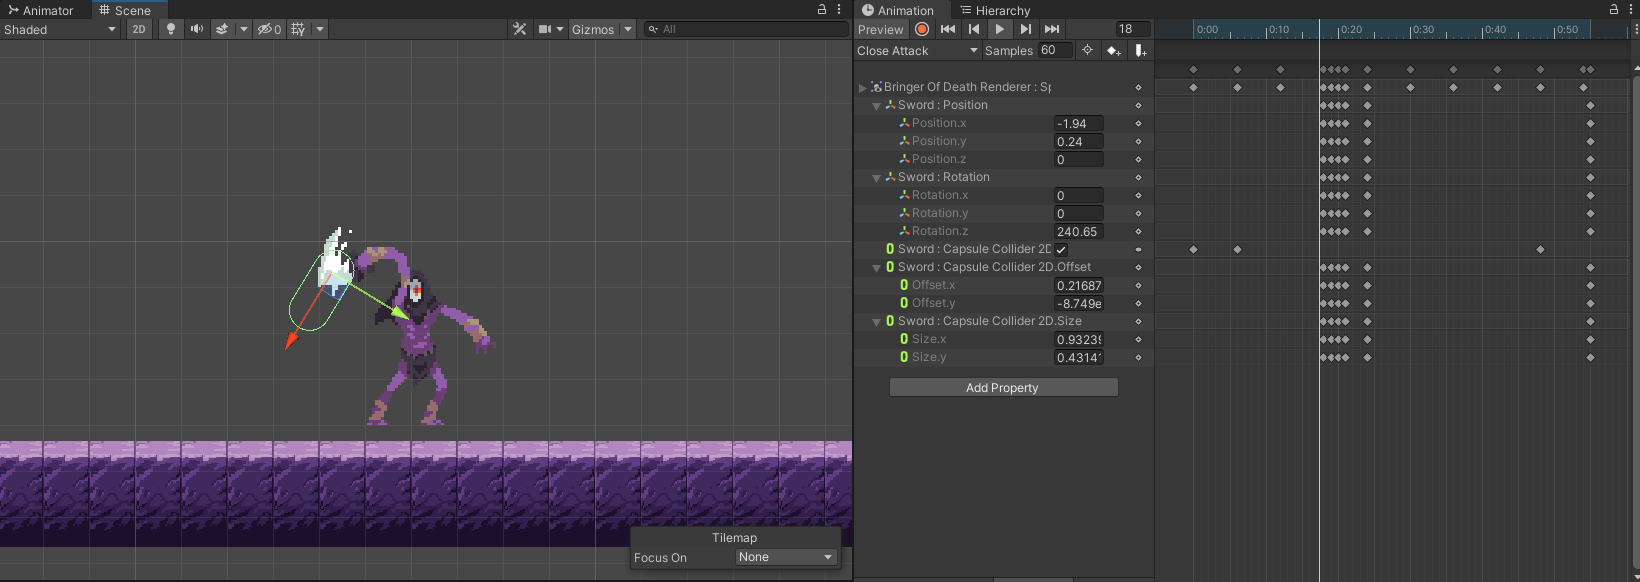 Animator
Scene
Shaded
2D
0
Gizmos
All
Tilemap
Focus On
None
Animation
Hierarchy
Preview
18
Close Attack
Samples 60
0:00
0:10
0:20
0:30
0:40
0:50
Bringer Of Death Renderer : Sp
Sword : Position
Position.x -1.94
Position.y 0.24
Position.z 0
Sword : Rotation
Rotation.x 0
Rotation.y 0
Rotation.z 240.65
Sword : Capsule Collider 2D
Sword : Capsule Collider 2D.Offset
Offset.x 0.21687
Offset.y -8.749e
Sword : Capsule Collider 2D.Size
Size.x 0.93239
Size.y 0.4314
Add Property